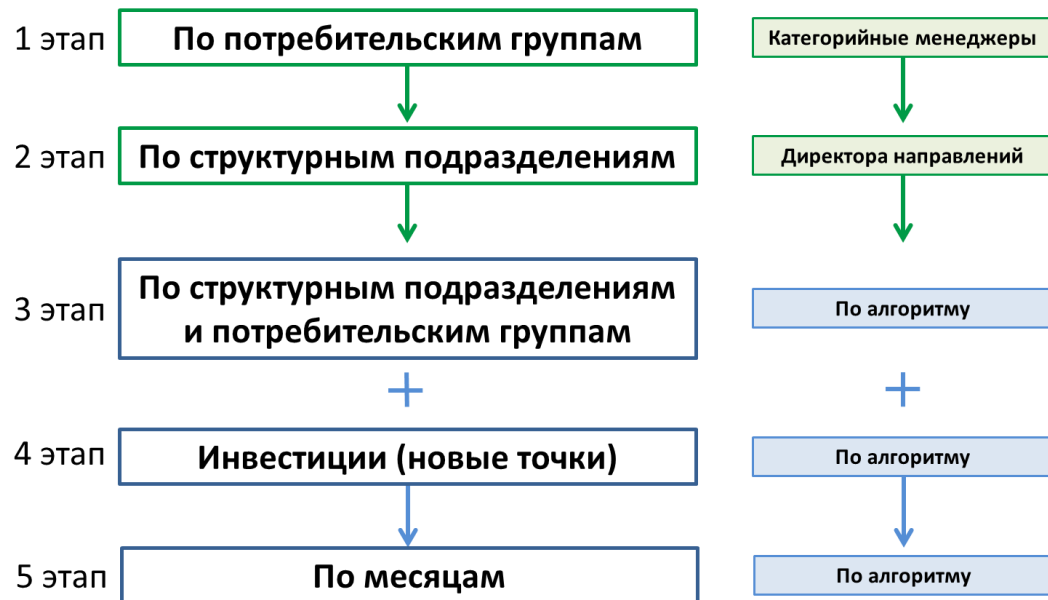 1 этап
По потребительским группам
Категорийные менеджеры
2 этап
По структурным подразделениям
Директора направлений
3 этап
По структурным подразделениям
и потребительским группам
По алгоритму
4 этап
Инвестиции (новые точки)
По алгоритму
5 этап
По месяцам
По алгоритму